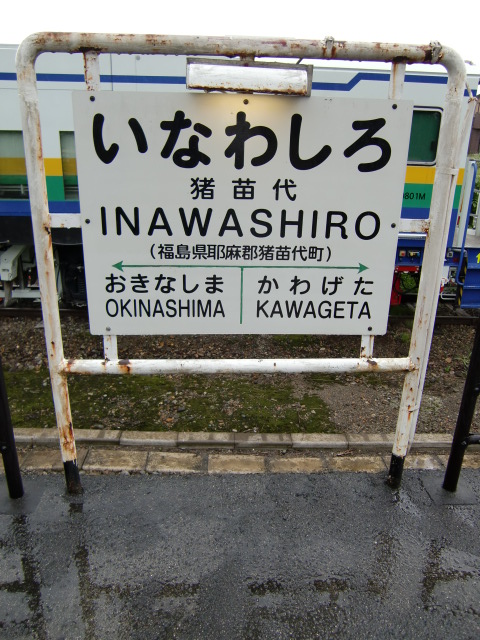 いなわしろ
猪苗代
INAWASHIRO
(福島県耶麻郡猪苗代町)
おきなしま かわげた
OKINASHIMA KAWAGETA